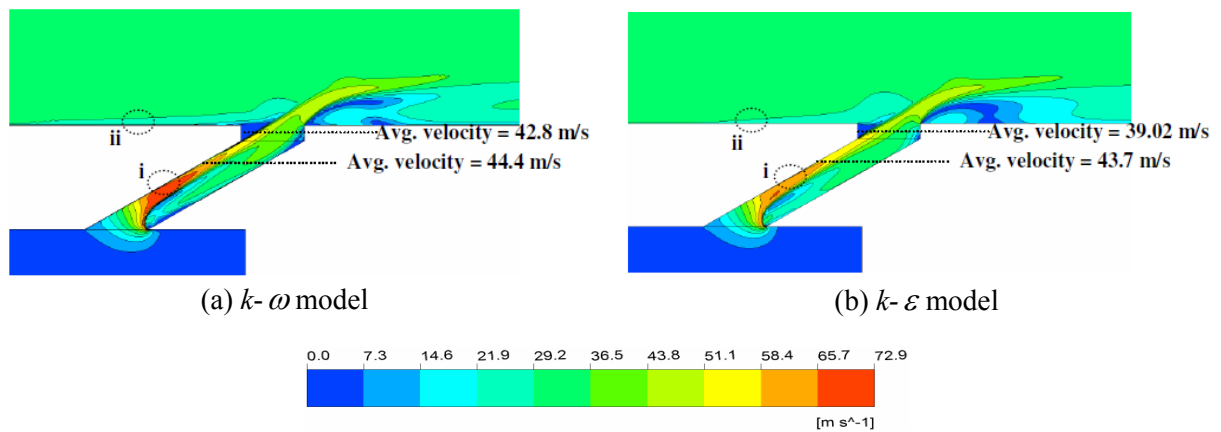 ii
Avg. velocity = 42.8 m/s
i
Avg. velocity = 44.4 m/s
(a) k- ω model
ii
Avg. velocity = 39.02 m/s
i
Avg. velocity = 43.7 m/s
(b) k- ε model
0.0 7.3 14.6 21.9 29.2 36.5 43.8 51.1 58.4 65.7 72.9
[m s^-1]